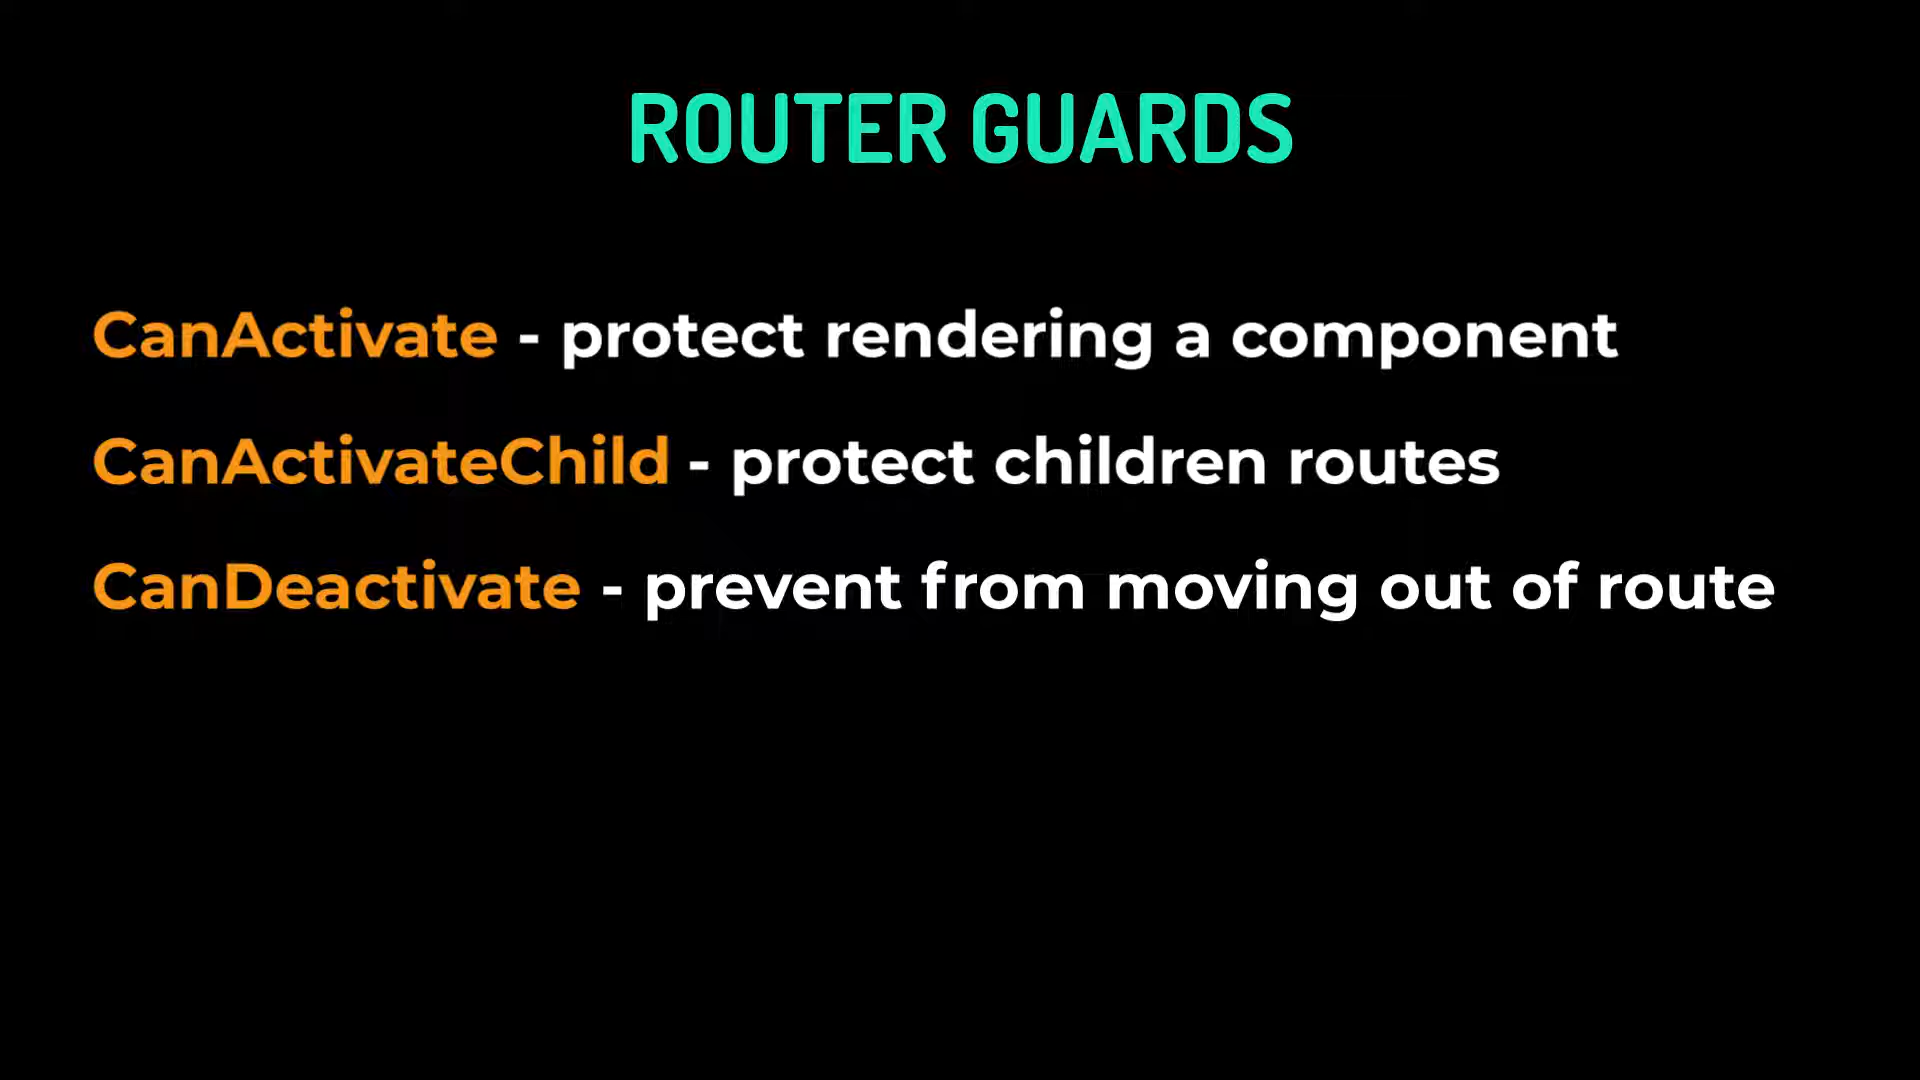 ROUTER GUARDS
CanActivate - protect rendering a component
CanActivateChild - protect children routes
CanDeactivate - prevent from moving out of route